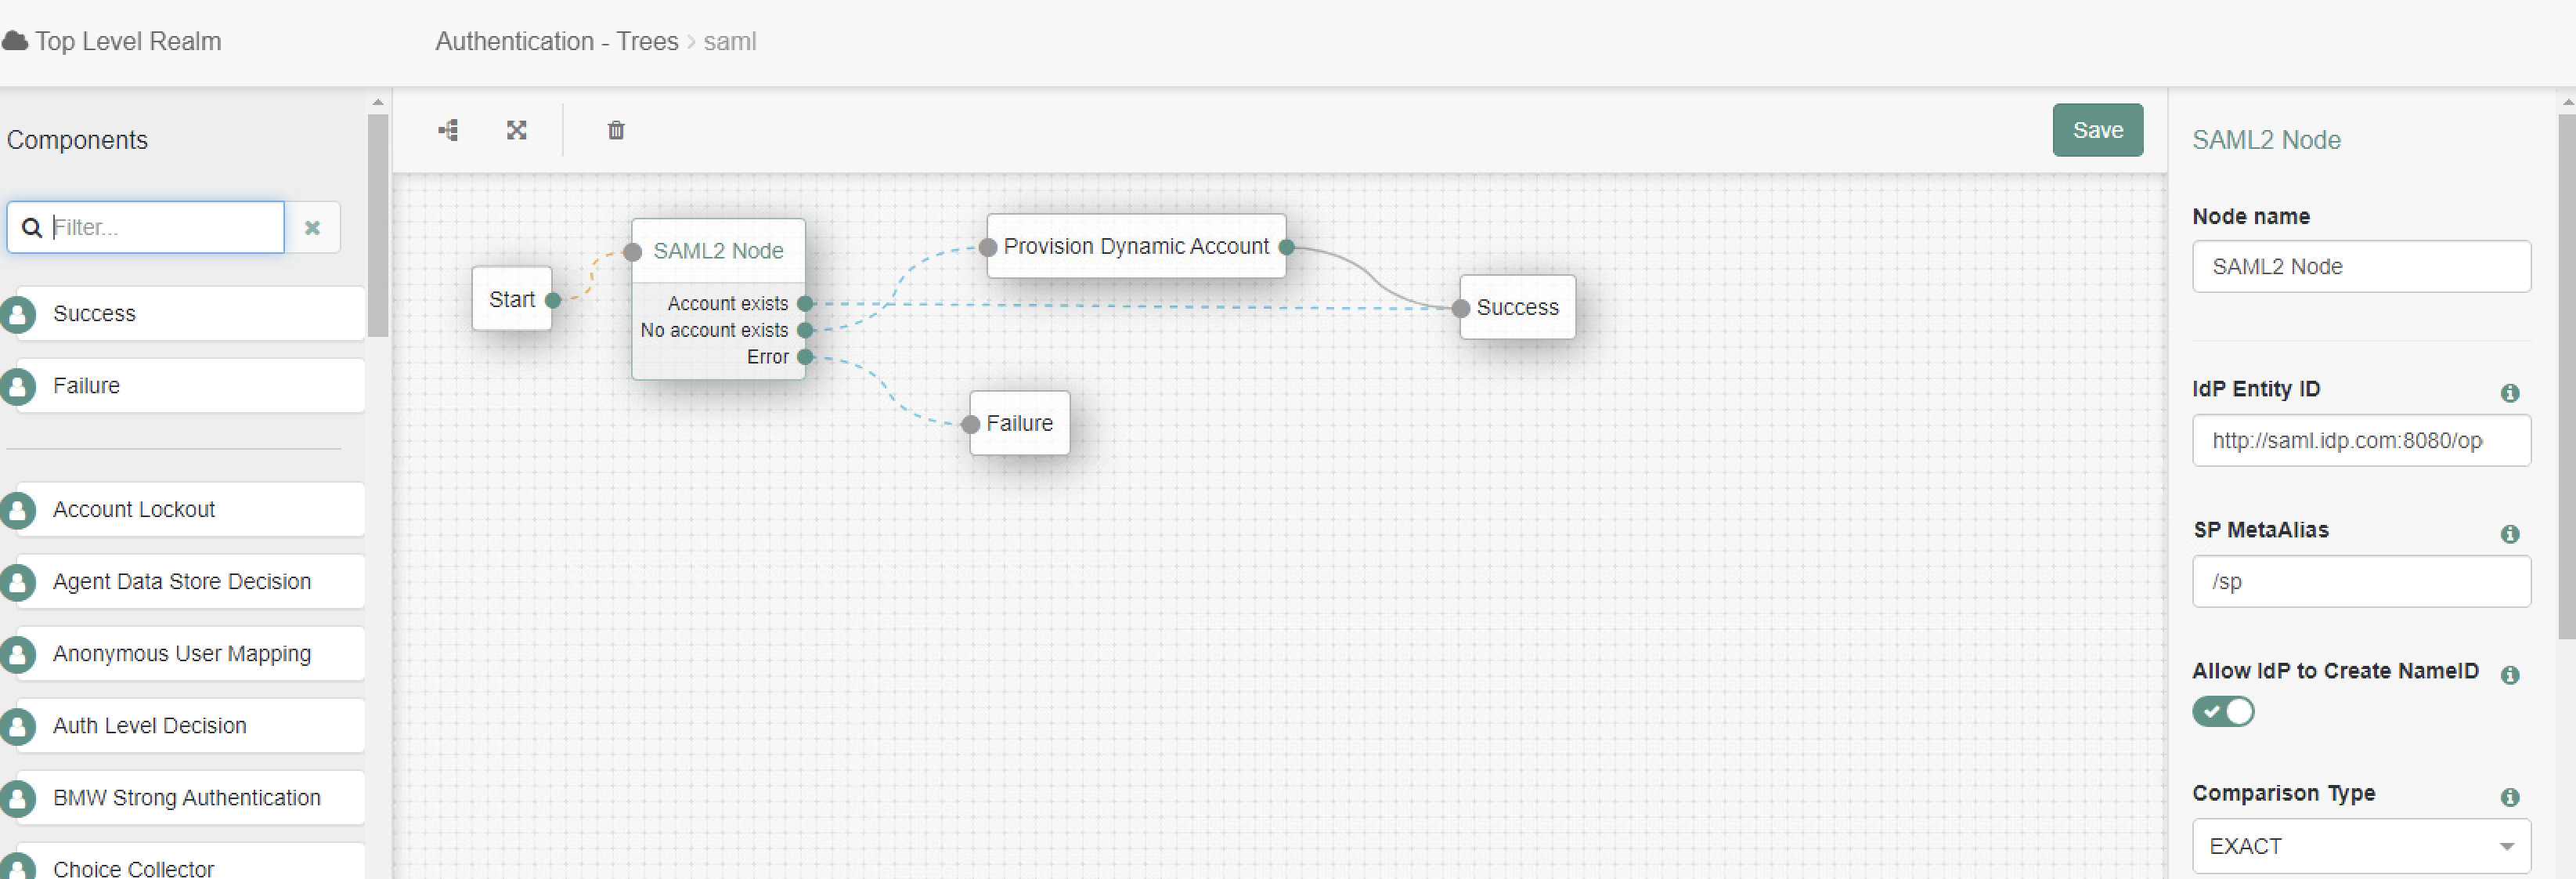 Top Level Realm
Authentication - Trees > saml
Components
Filter...
Success
Failure
Account Lockout
Agent Data Store Decision
Anonymous User Mapping
Auth Level Decision
BMW Strong Authentication
Choice Collector
Save
Start
SAML2 Node
Account exists
No account exists
Error
Provision Dynamic Account
Success
Failure
SAML2 Node
Node name
SAML2 Node
IdP Entity ID
http://saml.idp.com:8080/op
SP MetaAlias
/sp
Allow IdP to Create NameID
Comparison Type
EXACT